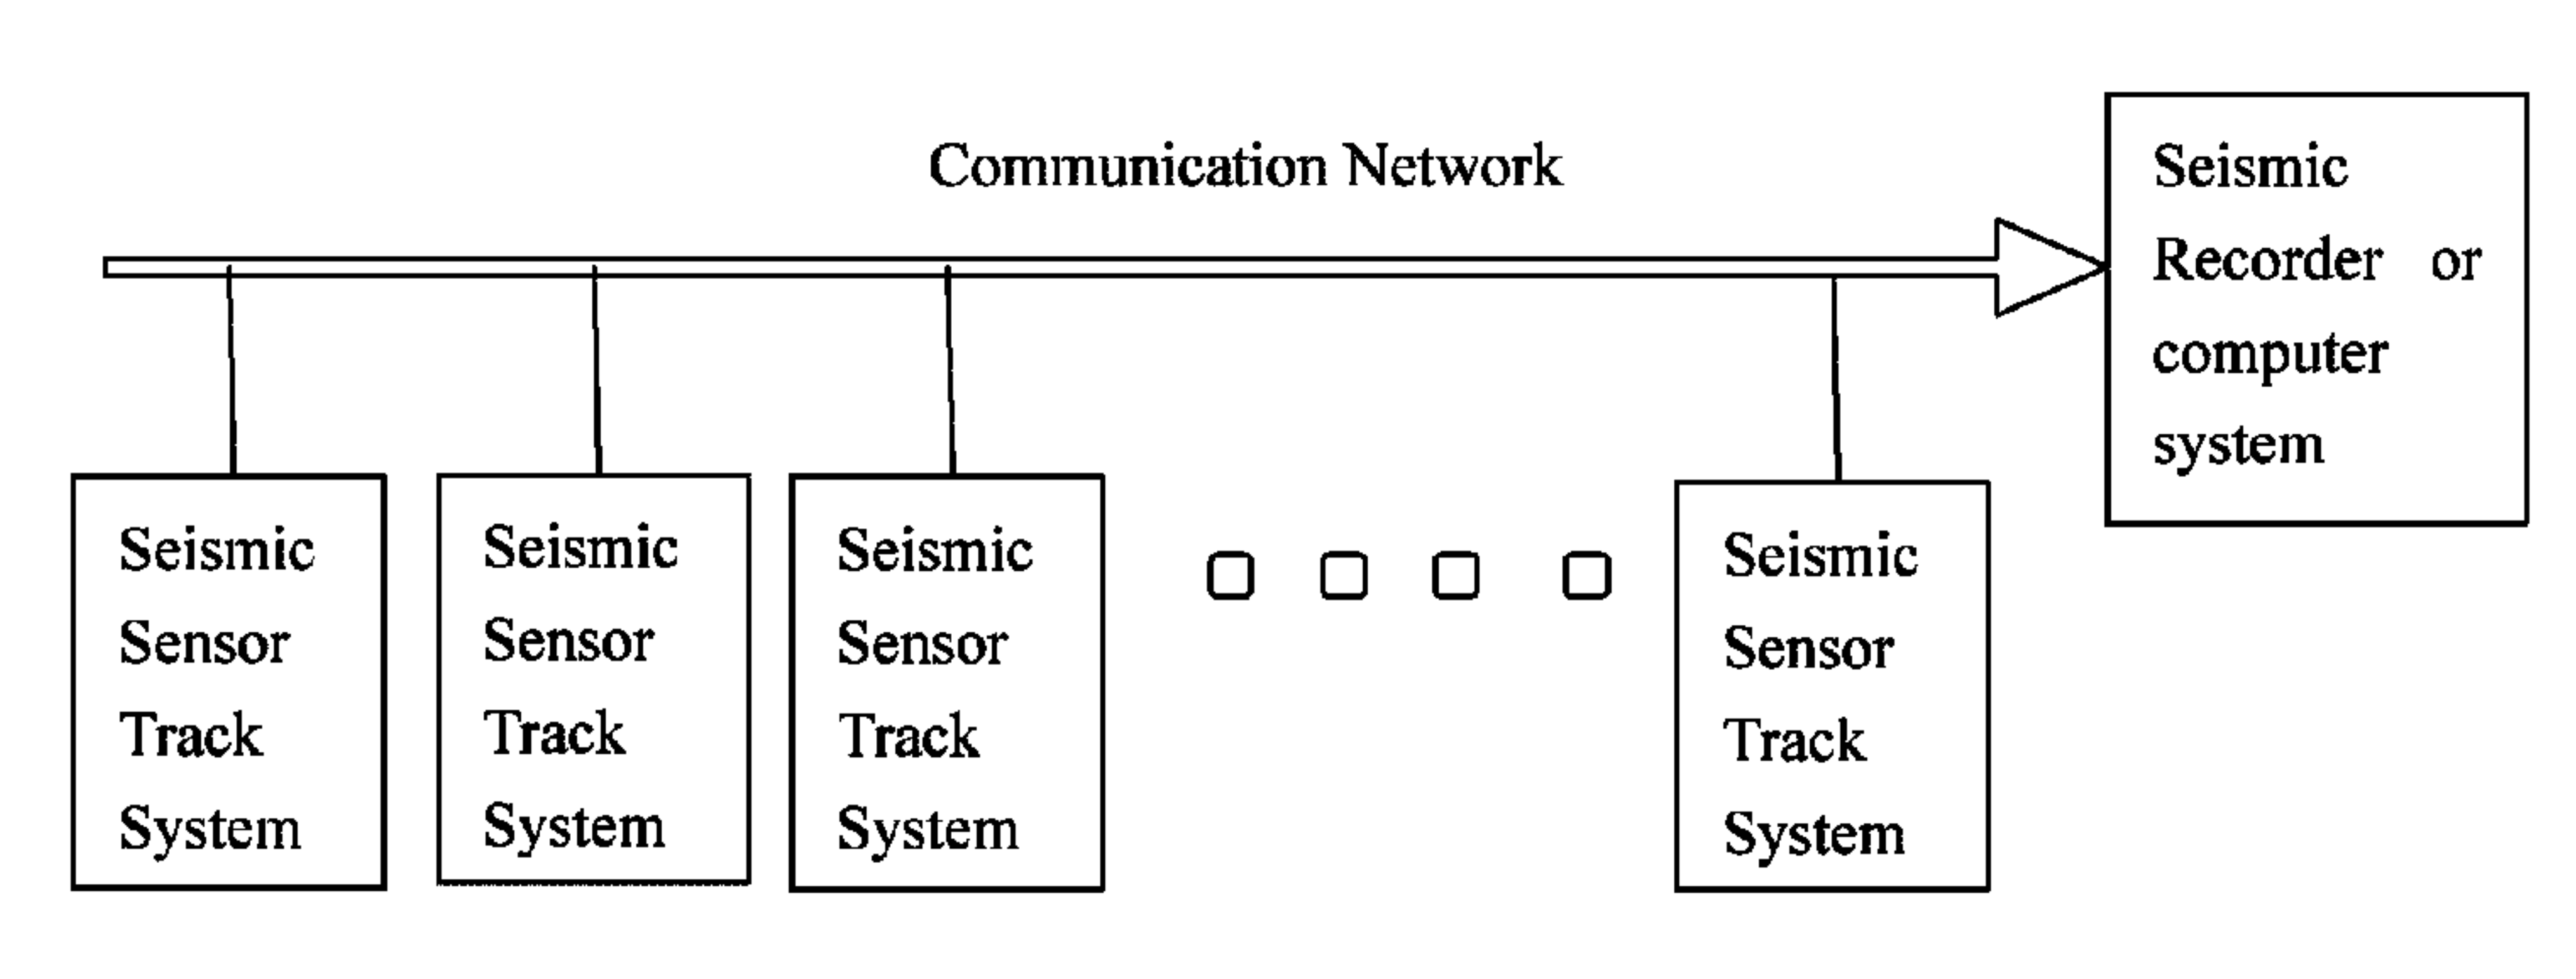 Communication Network
Seismic
Recorder or
computer
system
Seismic
Sensor
Track
System
Seismic
Sensor
Track
System
Seismic
Sensor
Track
System
Seismic
Sensor
Track
System